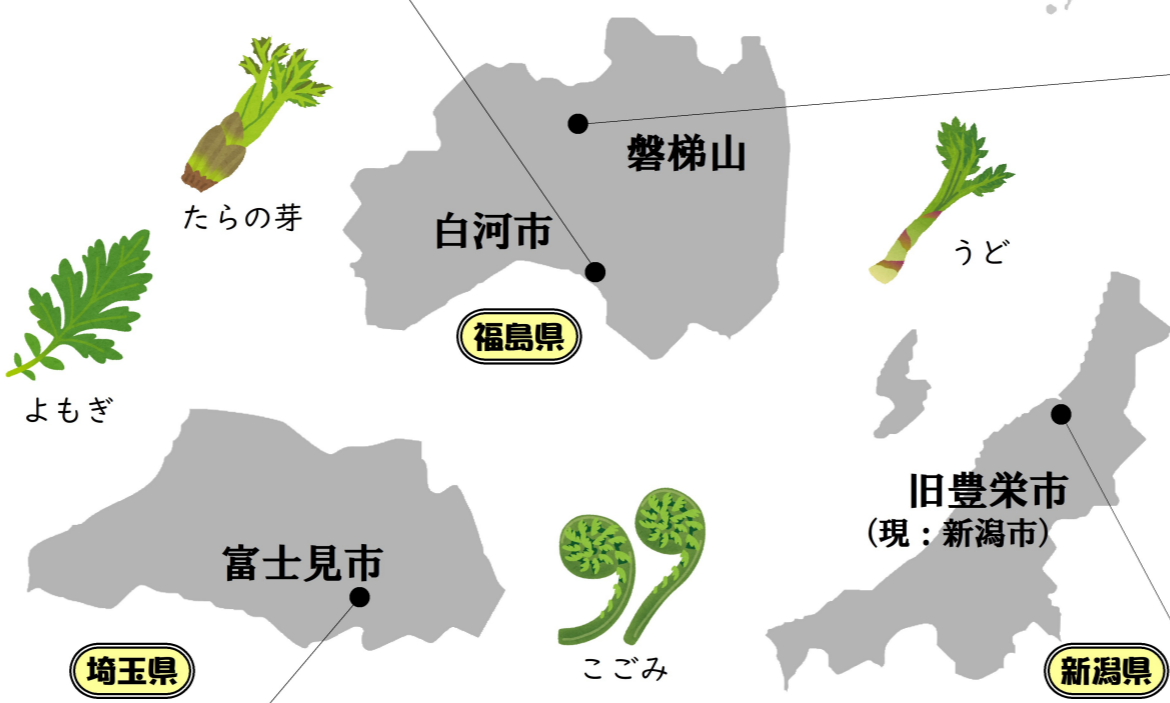 磐梯山
たらの芽
白河市
うど
福島県
よもぎ
旧豊栄市
(現：新潟市)
富士見市
こごみ
埼玉県
新潟県